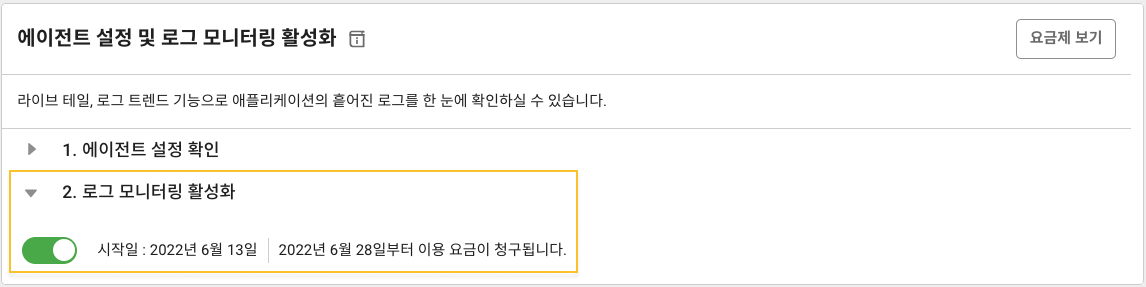 에이전트 설정 및 로그 모니터링 활성화
요금제 보기
라이브 테일, 로그 트렌드 기능으로 애플리케이션의 흩어진 로그를 한 눈에 확인하실 수 있습니다.
1. 에이전트 설정 확인
2. 로그 모니터링 활성화
시작일 : 2022년 6월 13일 2022년 6월 28일부터 이용 요금이 청구됩니다.